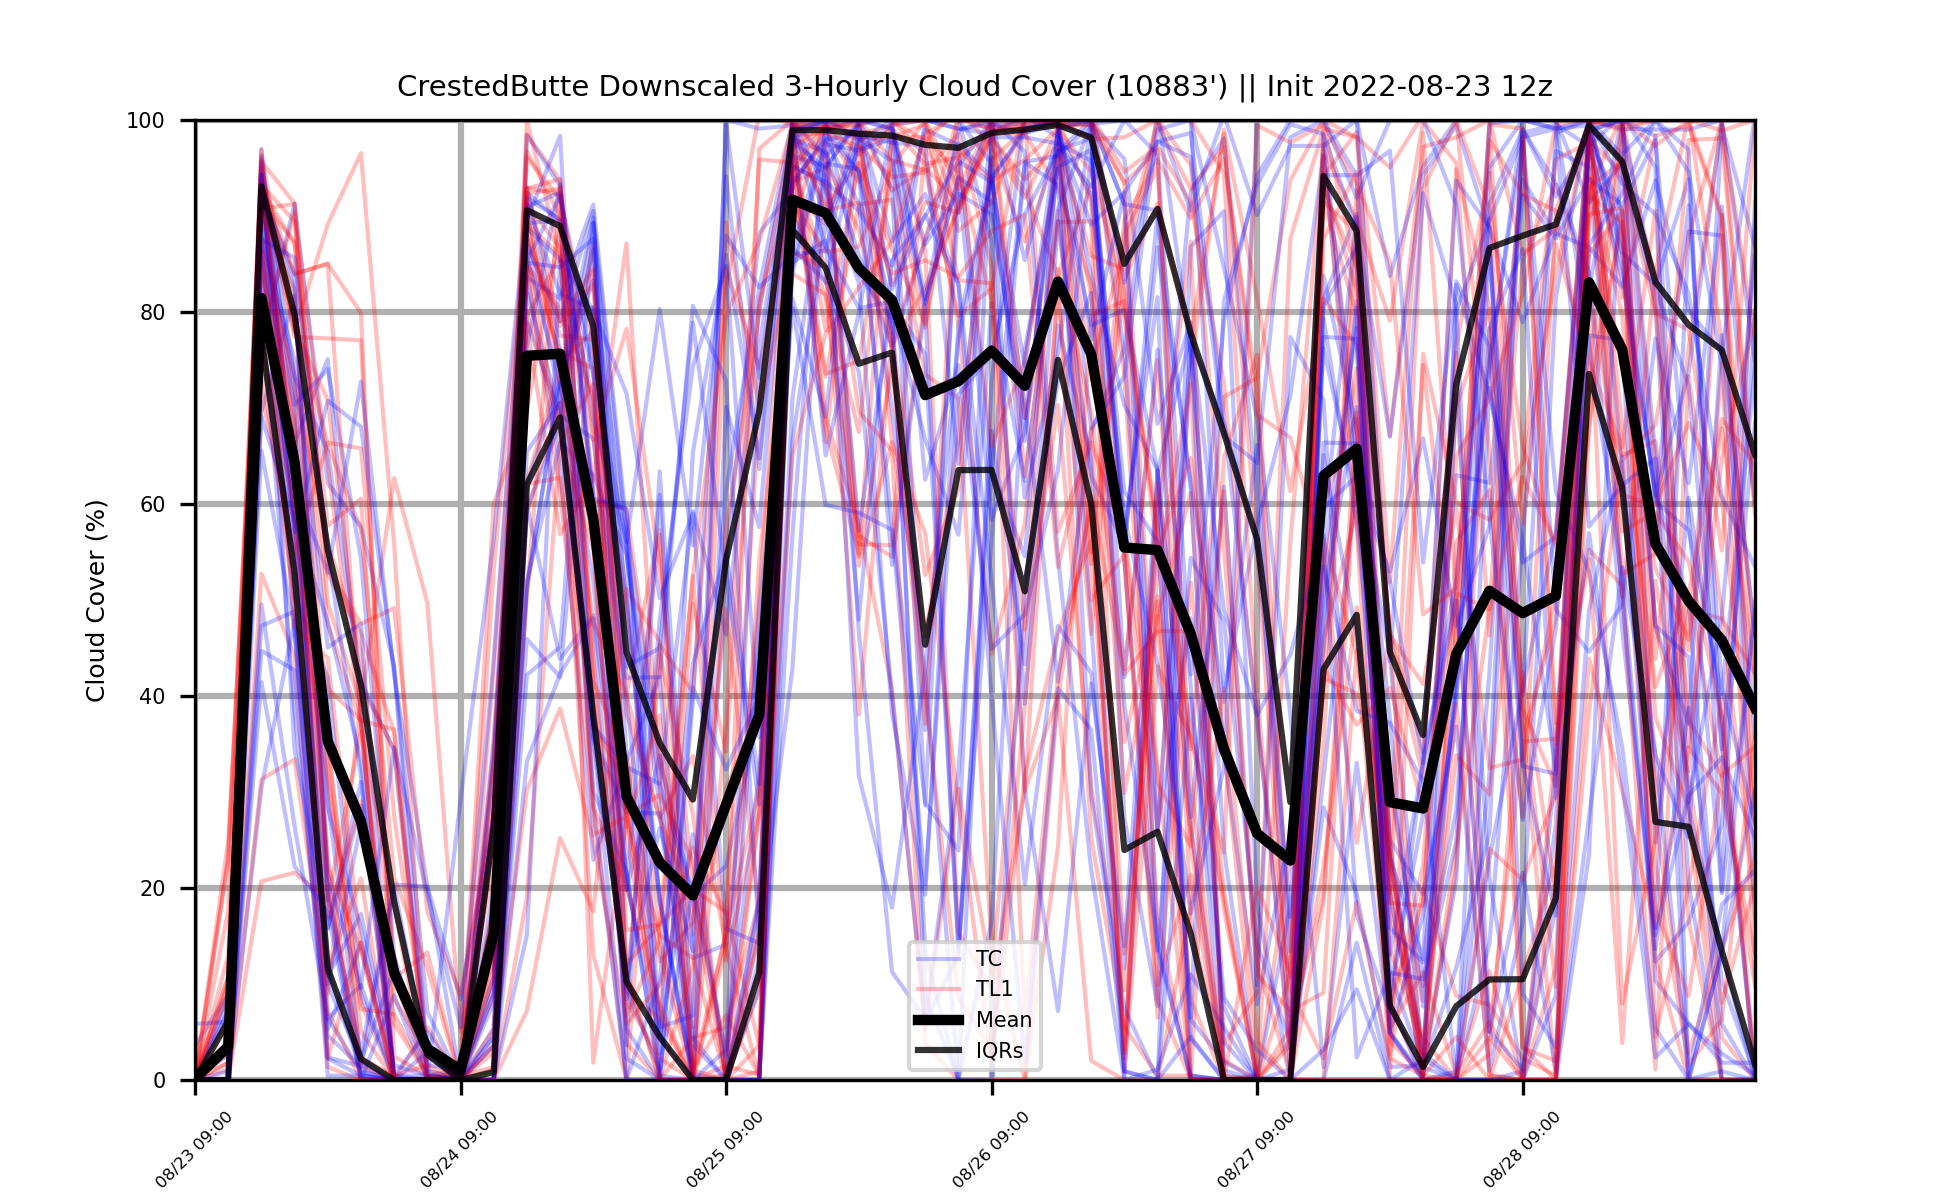 CrestedButte Downscaled 3-Hourly Cloud Cover (10883') || Init 2022-08-23 12z
Cloud Cover (%)
100
80
60
40
20
0
TC
TL1
Mean
IQRs
08/23 09:00
08/24 09:00
08/25 09:00
08/26 09:00
08/27 09:00
08/28 09:00